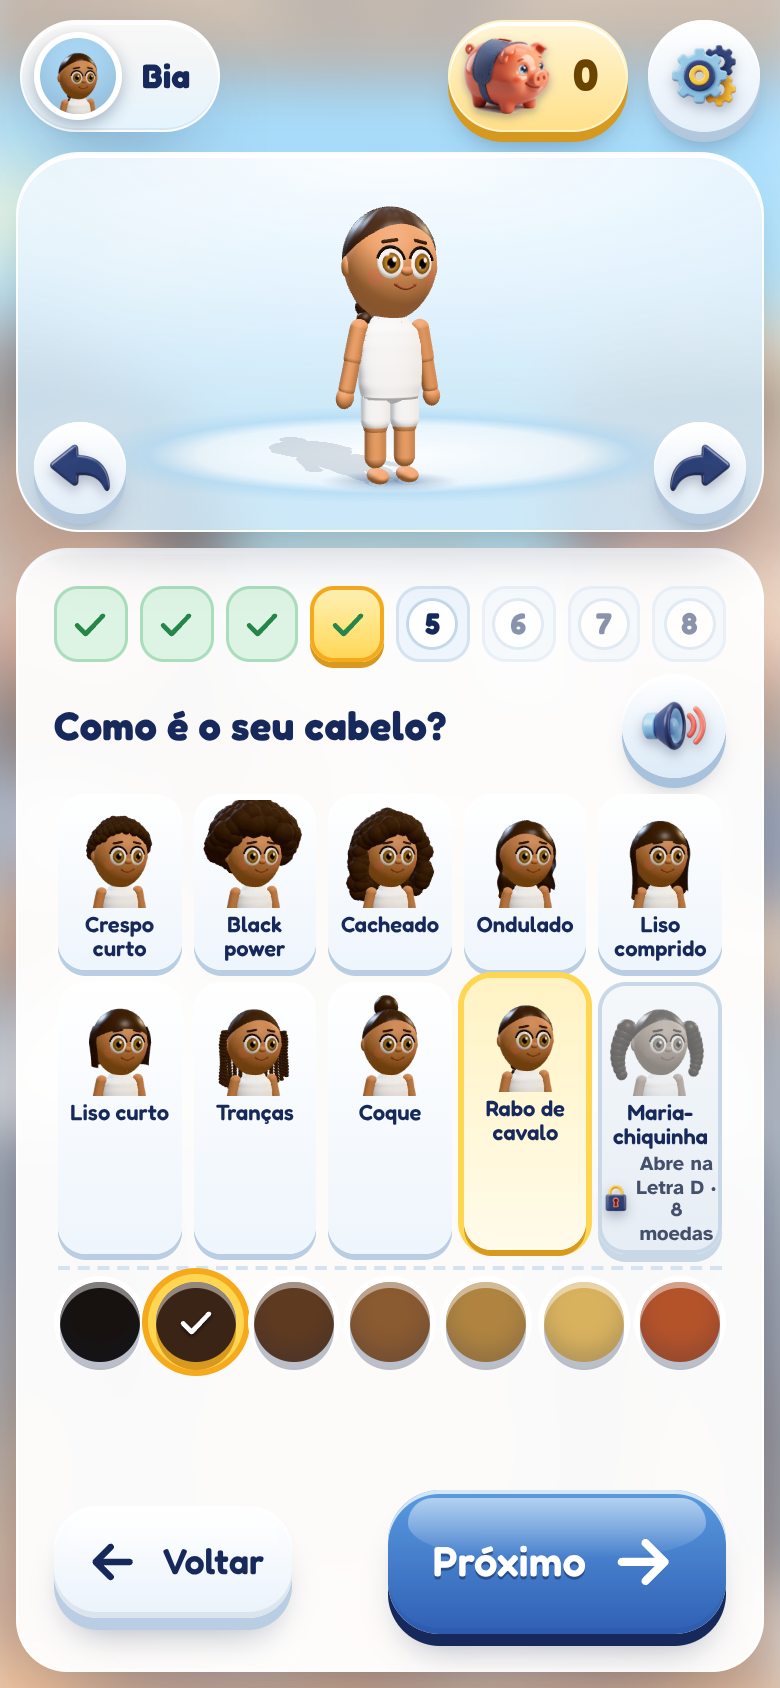 Bia
0
5
6
7
8
Como é o seu cabelo?
Crespo
curto
Black
power
Cacheado
Ondulado
Liso
comprido
Liso curto
Tranças
Coque
Rabo de
cavalo
Maria-
chiquinha
Abre na
Letra D ·
8
moedas
Voltar
Próximo